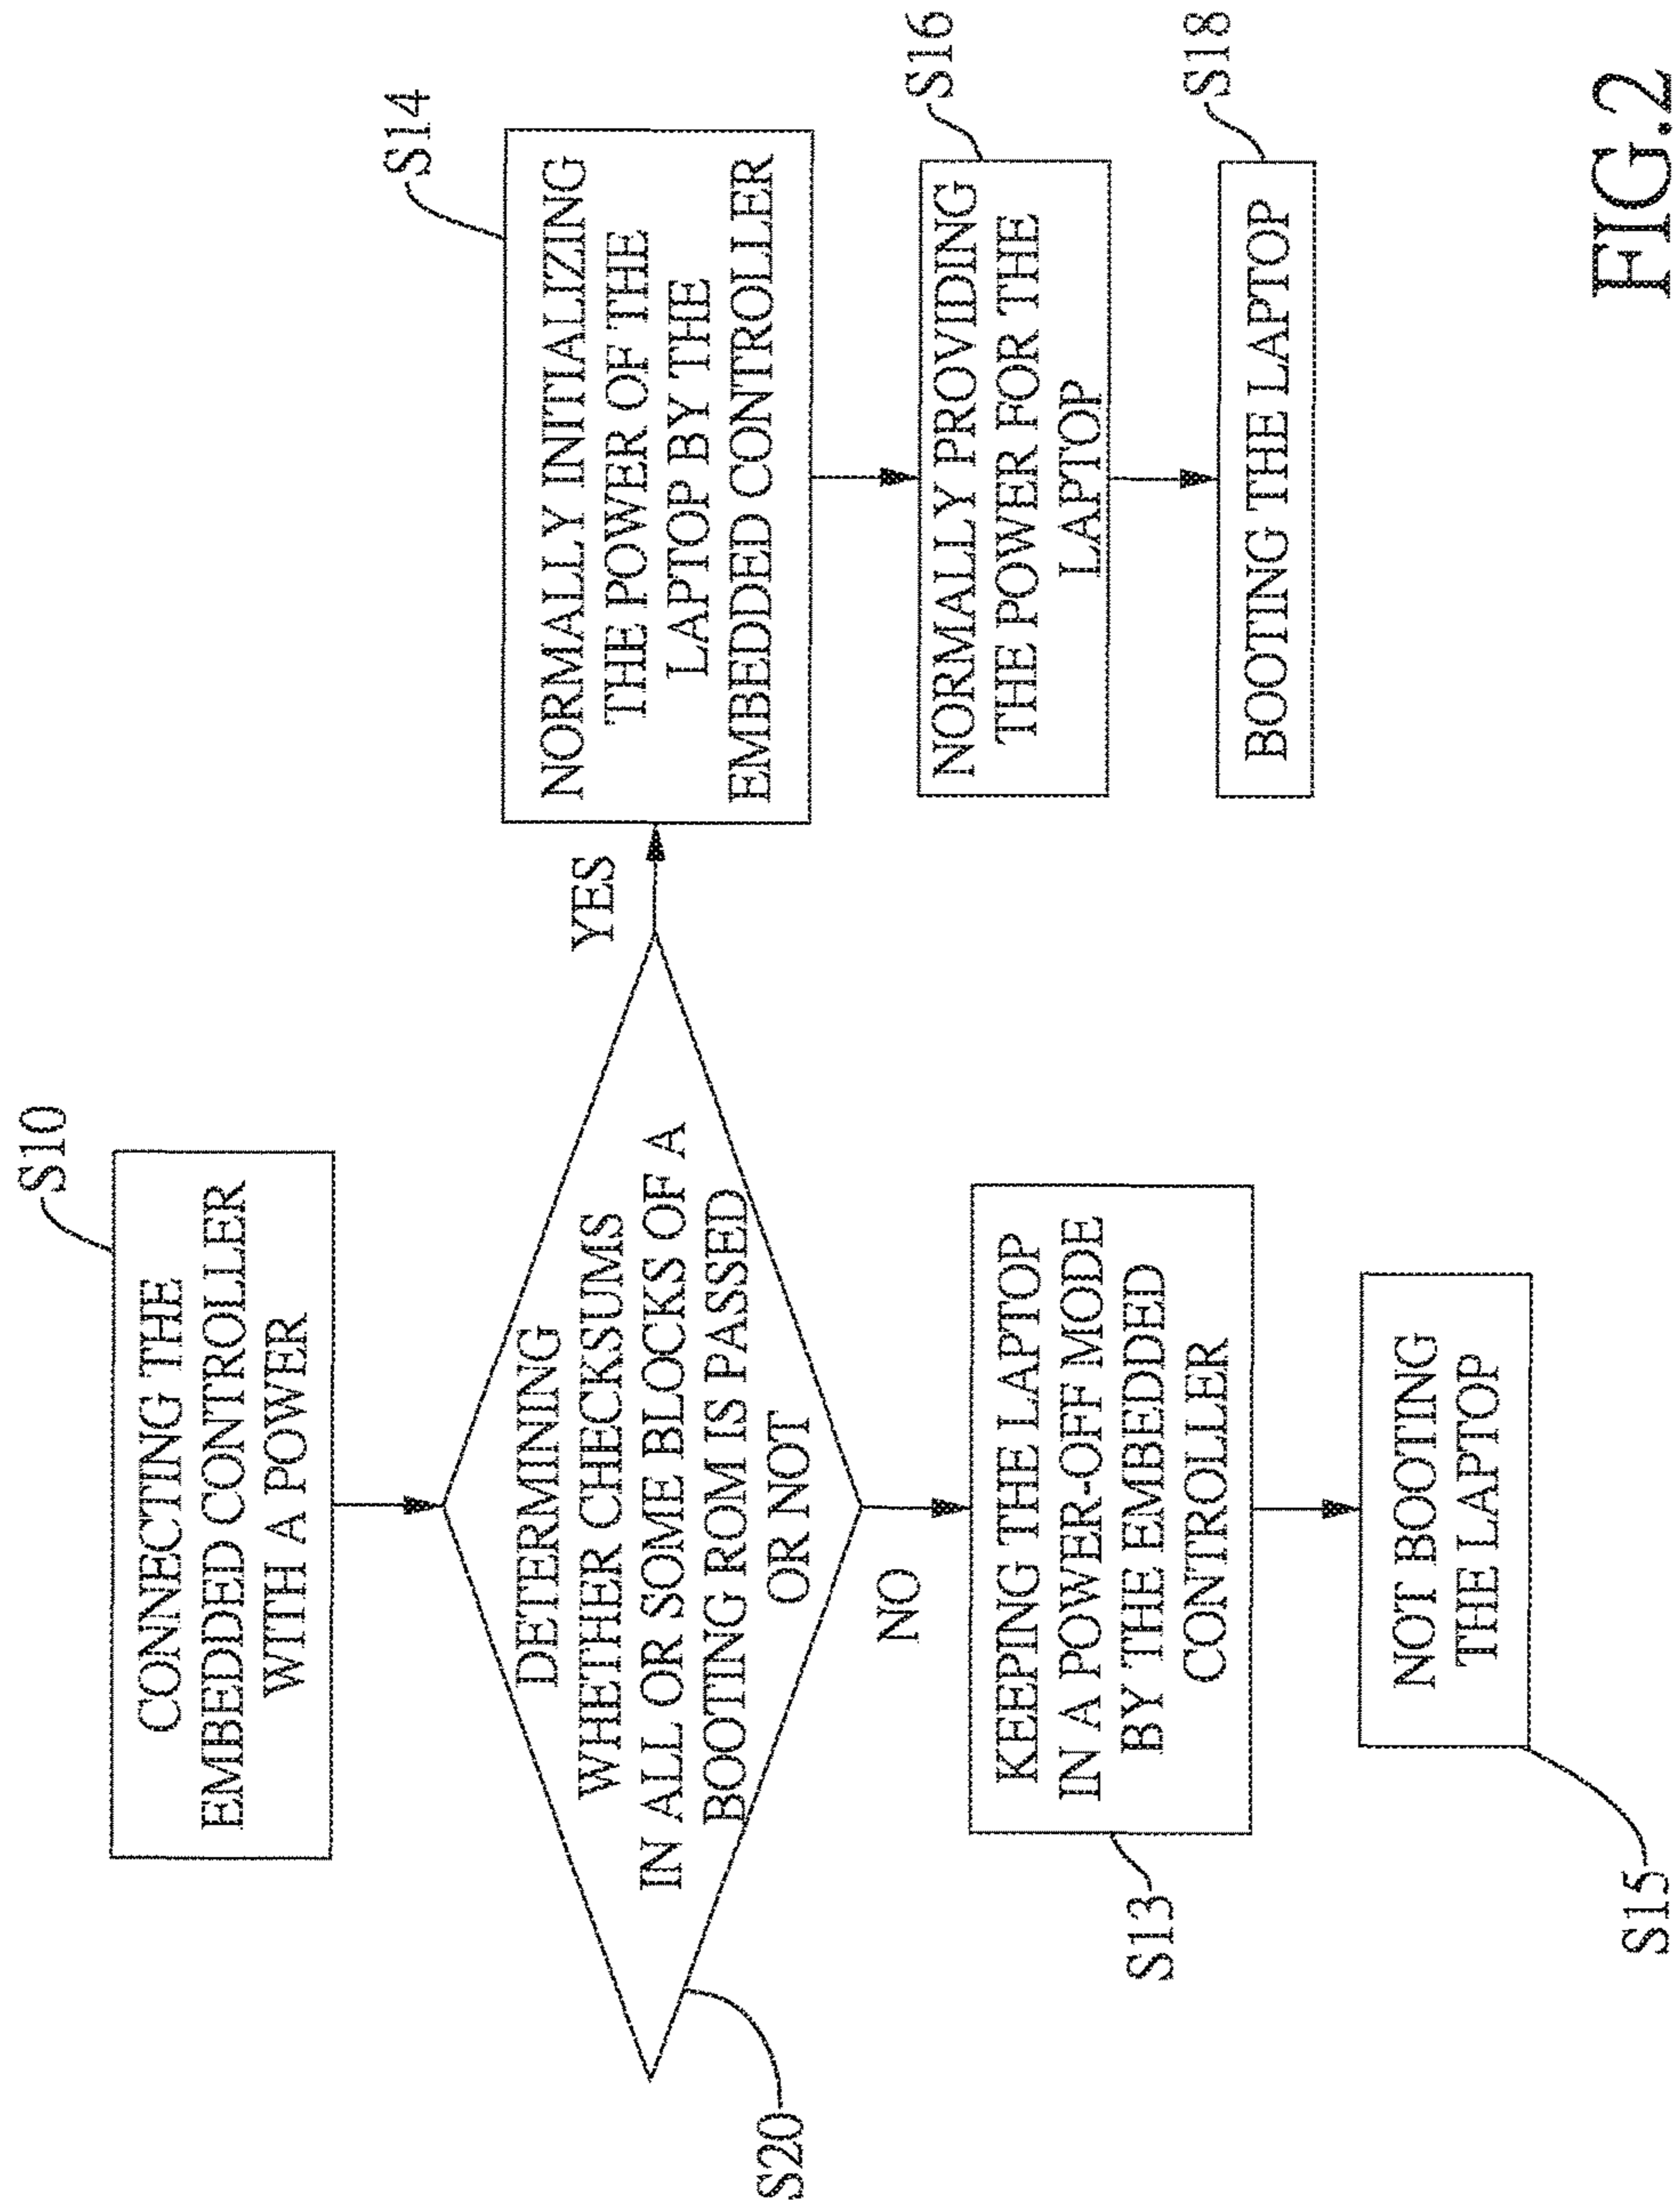 S10
CONNECTING THE
EMBEDDED CONTROLLER
WITH A POWER
DETERMINING
WHETHER CHECKSUMS
IN ALL OR SOME BLOCKS OF A
BOOTING ROM IS PASSED
OR NOT
S20
YES
S14
NORMALLY INITIALIZING
THE POWER OF THE
LAPTOP BY THE
EMBEDDED CONTROLLER
S16
NORMALLY PROVIDING
THE POWER FOR THE
LAPTOP
S18
BOOTING THE LAPTOP
NO
KEEPING THE LAPTOP
IN A POWER-OFF MODE
BY THE EMBEDDED
CONTROLLER
S13
NOT BOOTING
THE LAPTOP
S15
FIG.2